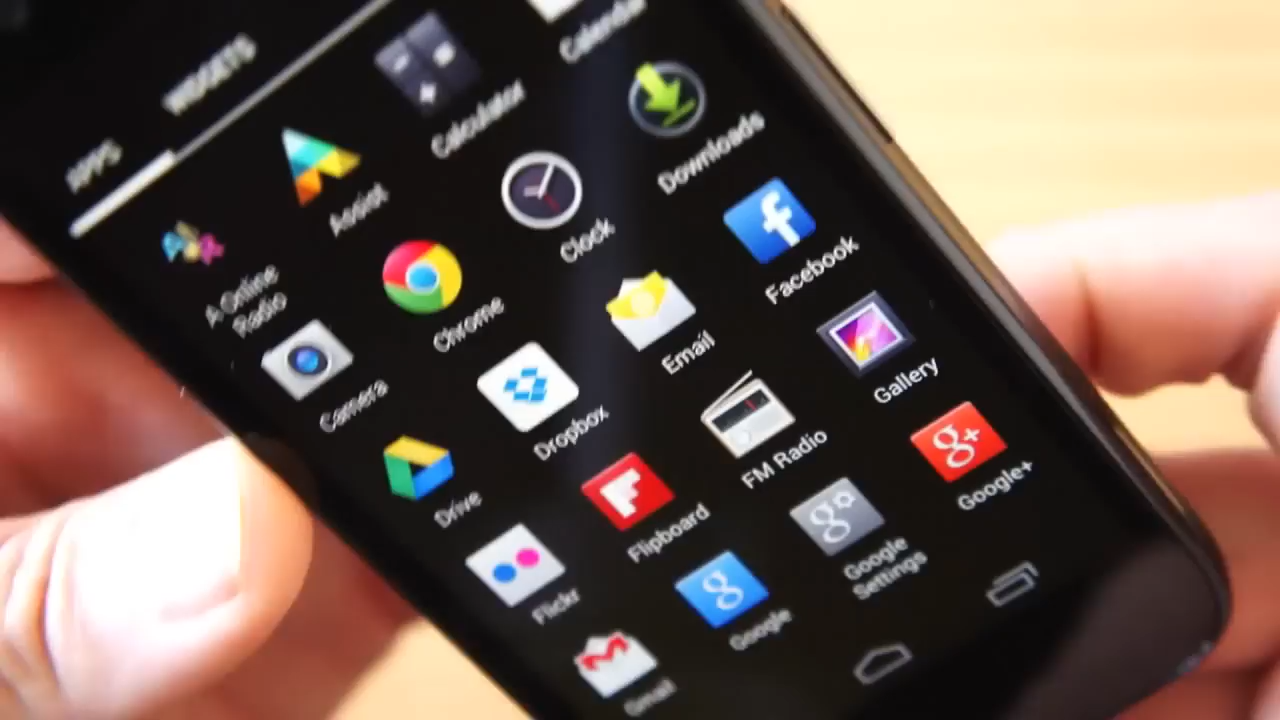 APPS
WIDGETS
A Online
Radio
Assist
Calculator
Calendar
Camera
Chrome
Clock
Downloads
Drive
Dropbox
Email
Facebook
Flickr
Flipboard
FM Radio
Gallery
Gmail
Google
Google
Settings
Google+